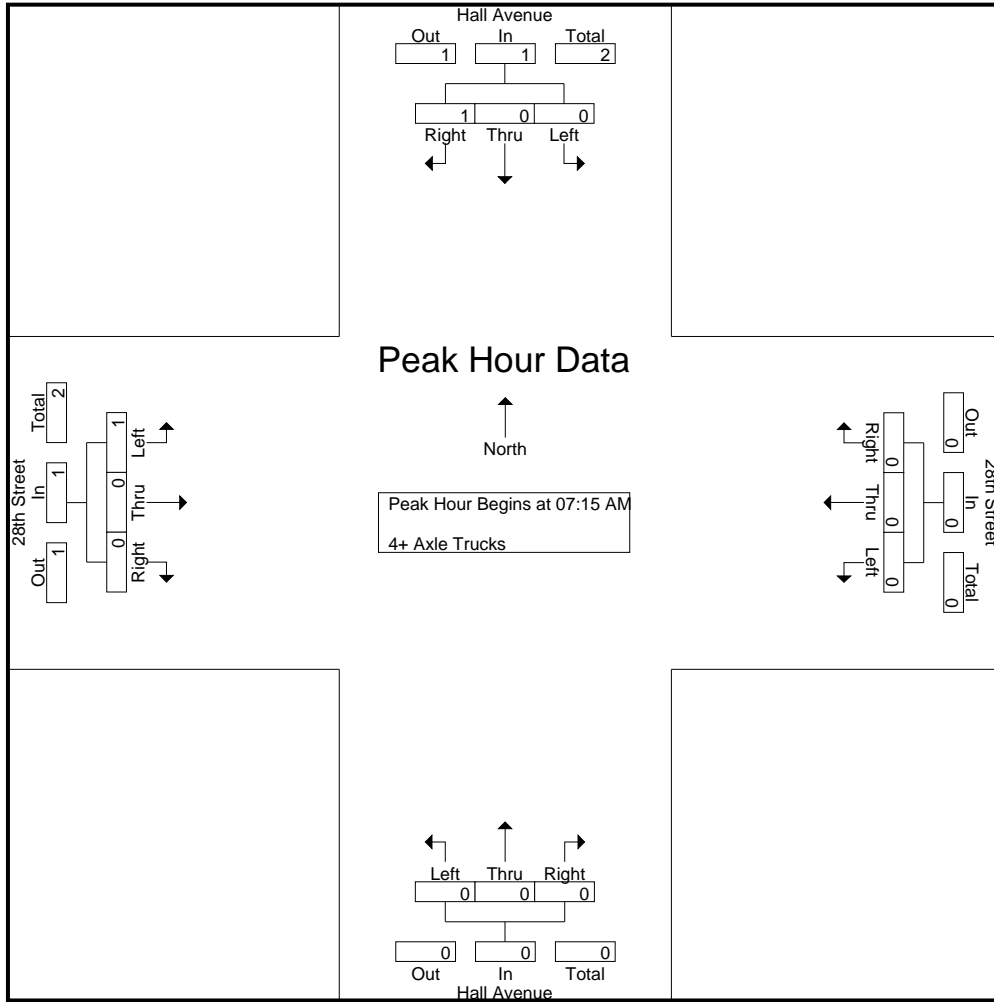 Hall Avenue
Out In Total
1 1 2
1 0 0
Right Thru Left
Peak Hour Data
North
Peak Hour Begins at 07:15 AM
4+ Axle Trucks
28th Street
Out In Total
1 1 2
0 0 1
Right Thru Left
28th Street
Out In Total
0 0 0
0 0 0
Right Thru Left
Left Thru Right
0 0 0
0 0 0
Out In Total
Hall Avenue